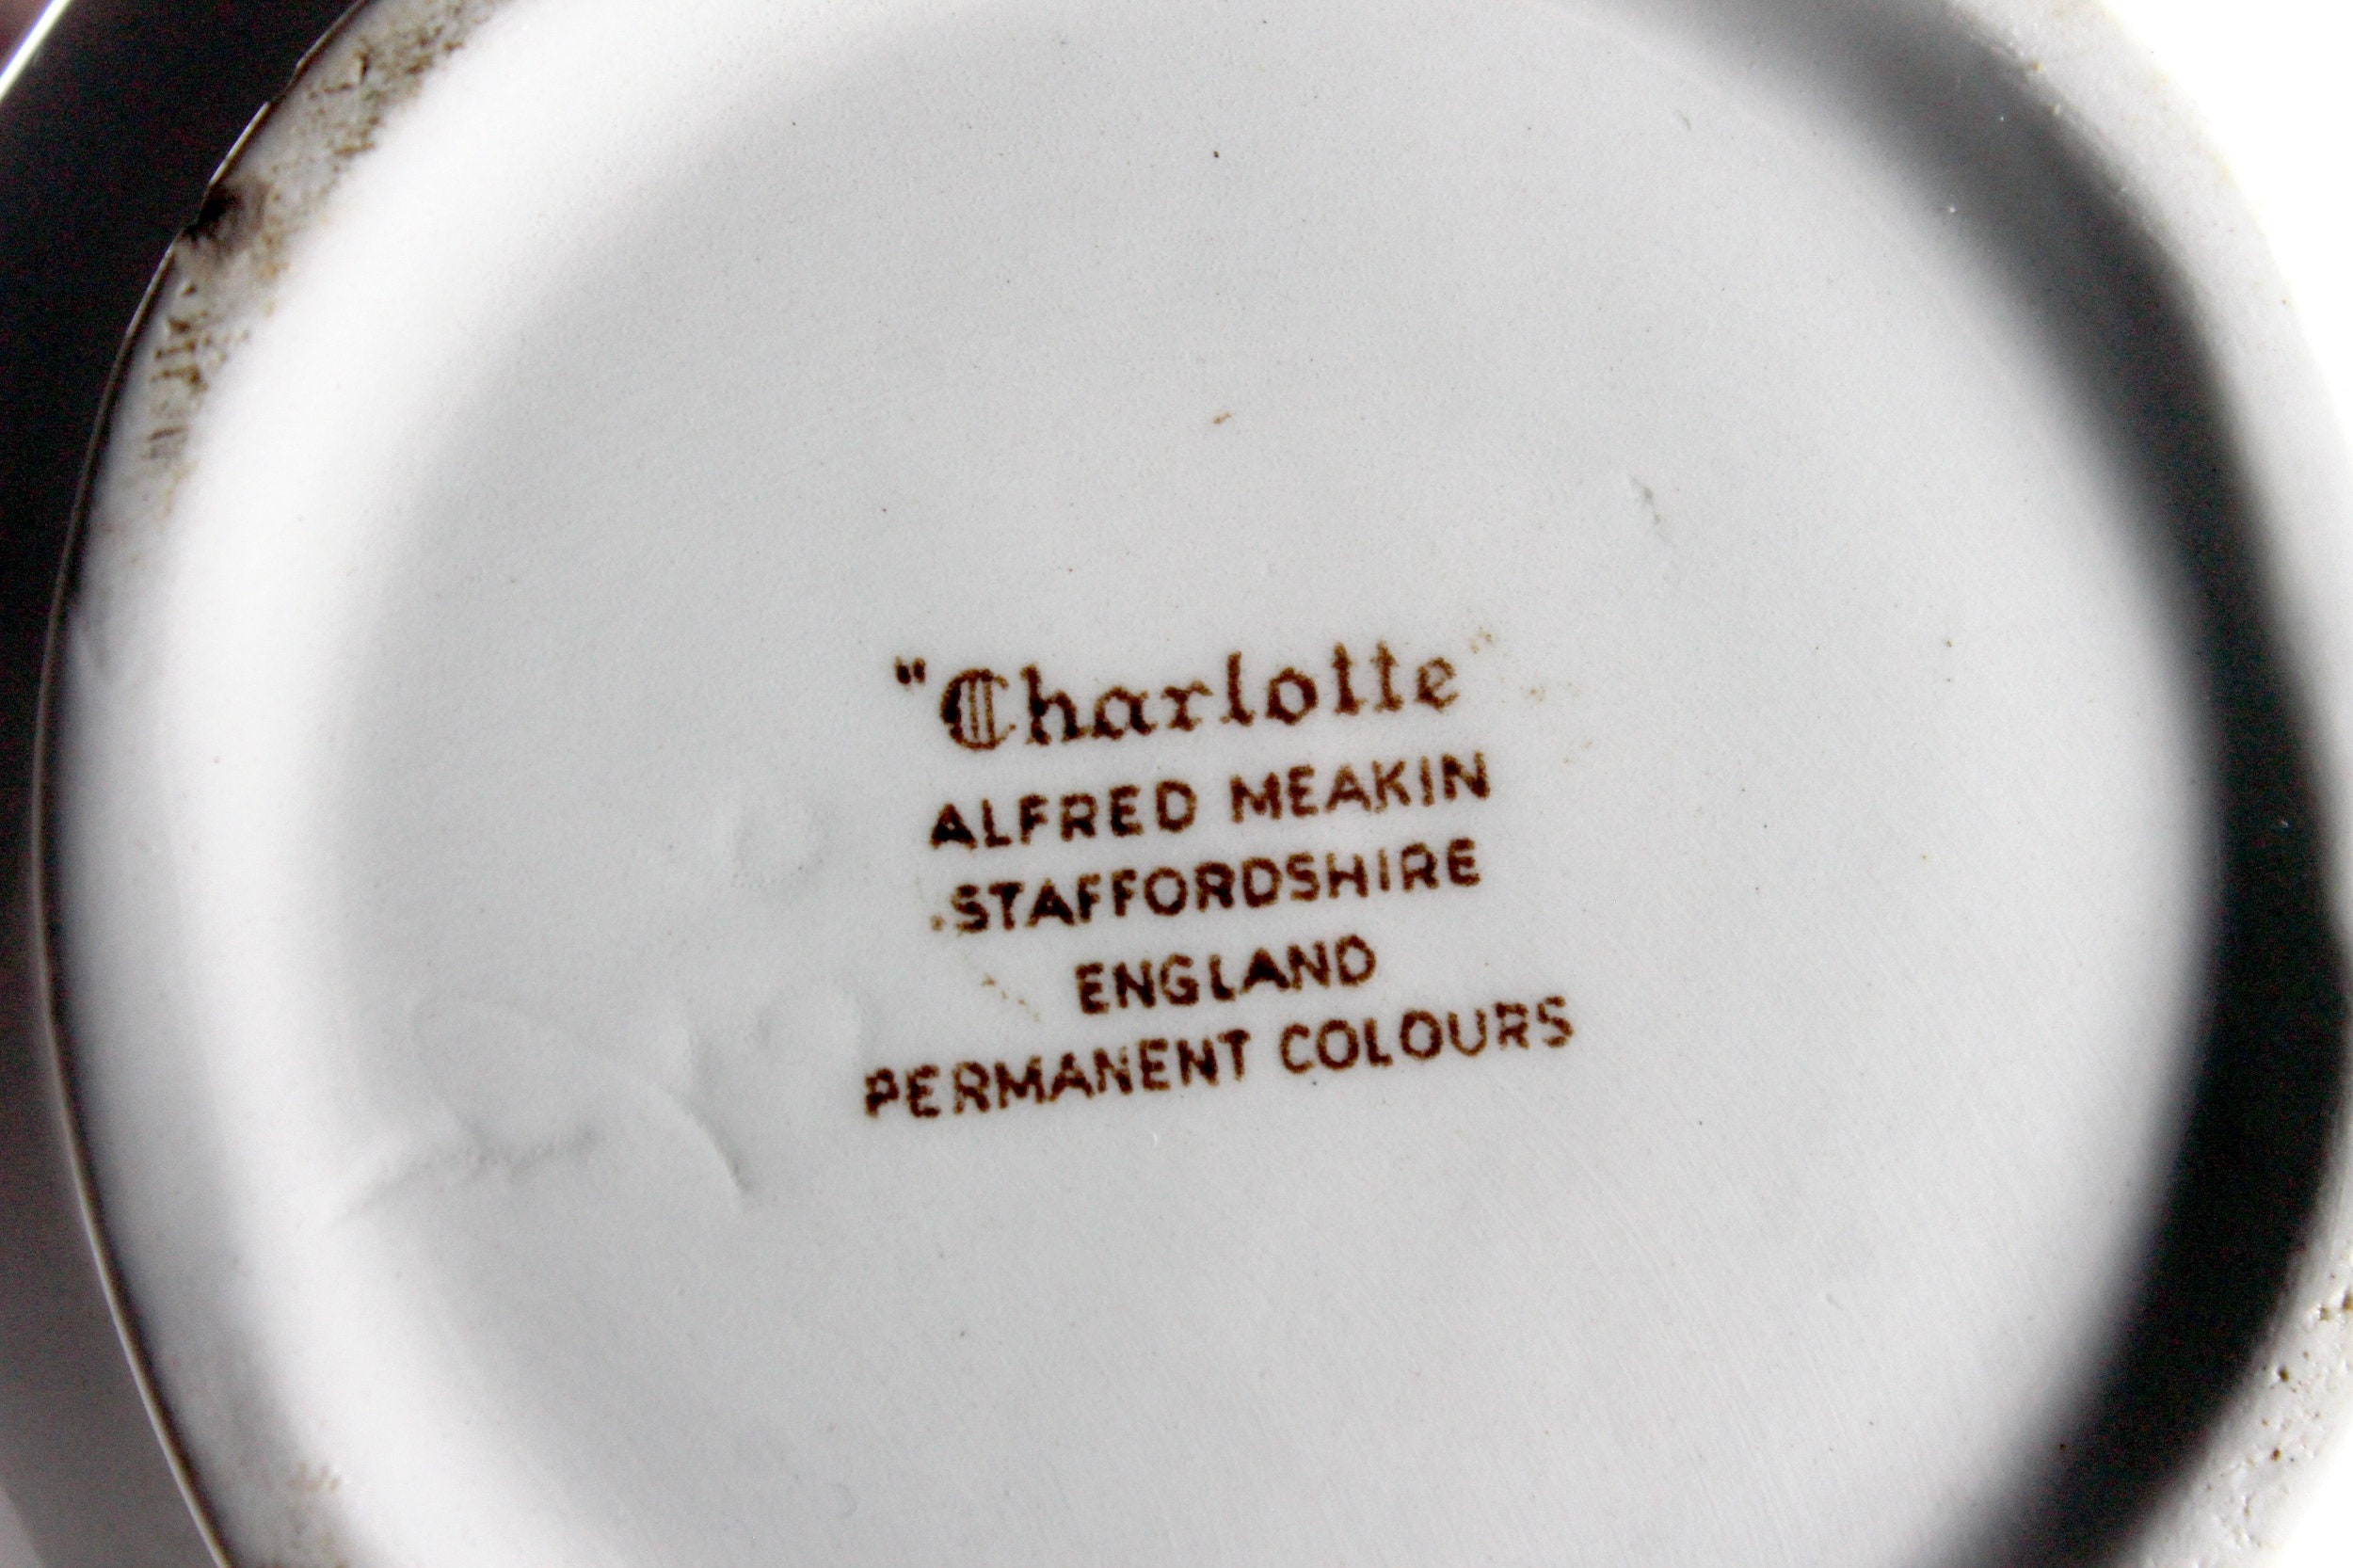 "Charlotte"
ALFRED MEAKIN
STAFFORDSHIRE
ENGLAND
PERMANENT COLOURS